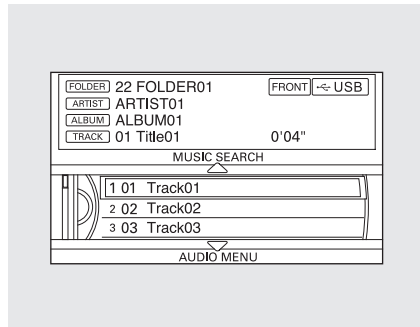 FOLDER 22 FOLDER01 FRONT USB
ARTIST ARTIST01
ALBUM ALBUM01
TRACK 01 Title01 0'04"
MUSIC SEARCH
1 01 Track01
2 02 Track02
3 03 Track03
AUDIO MENU